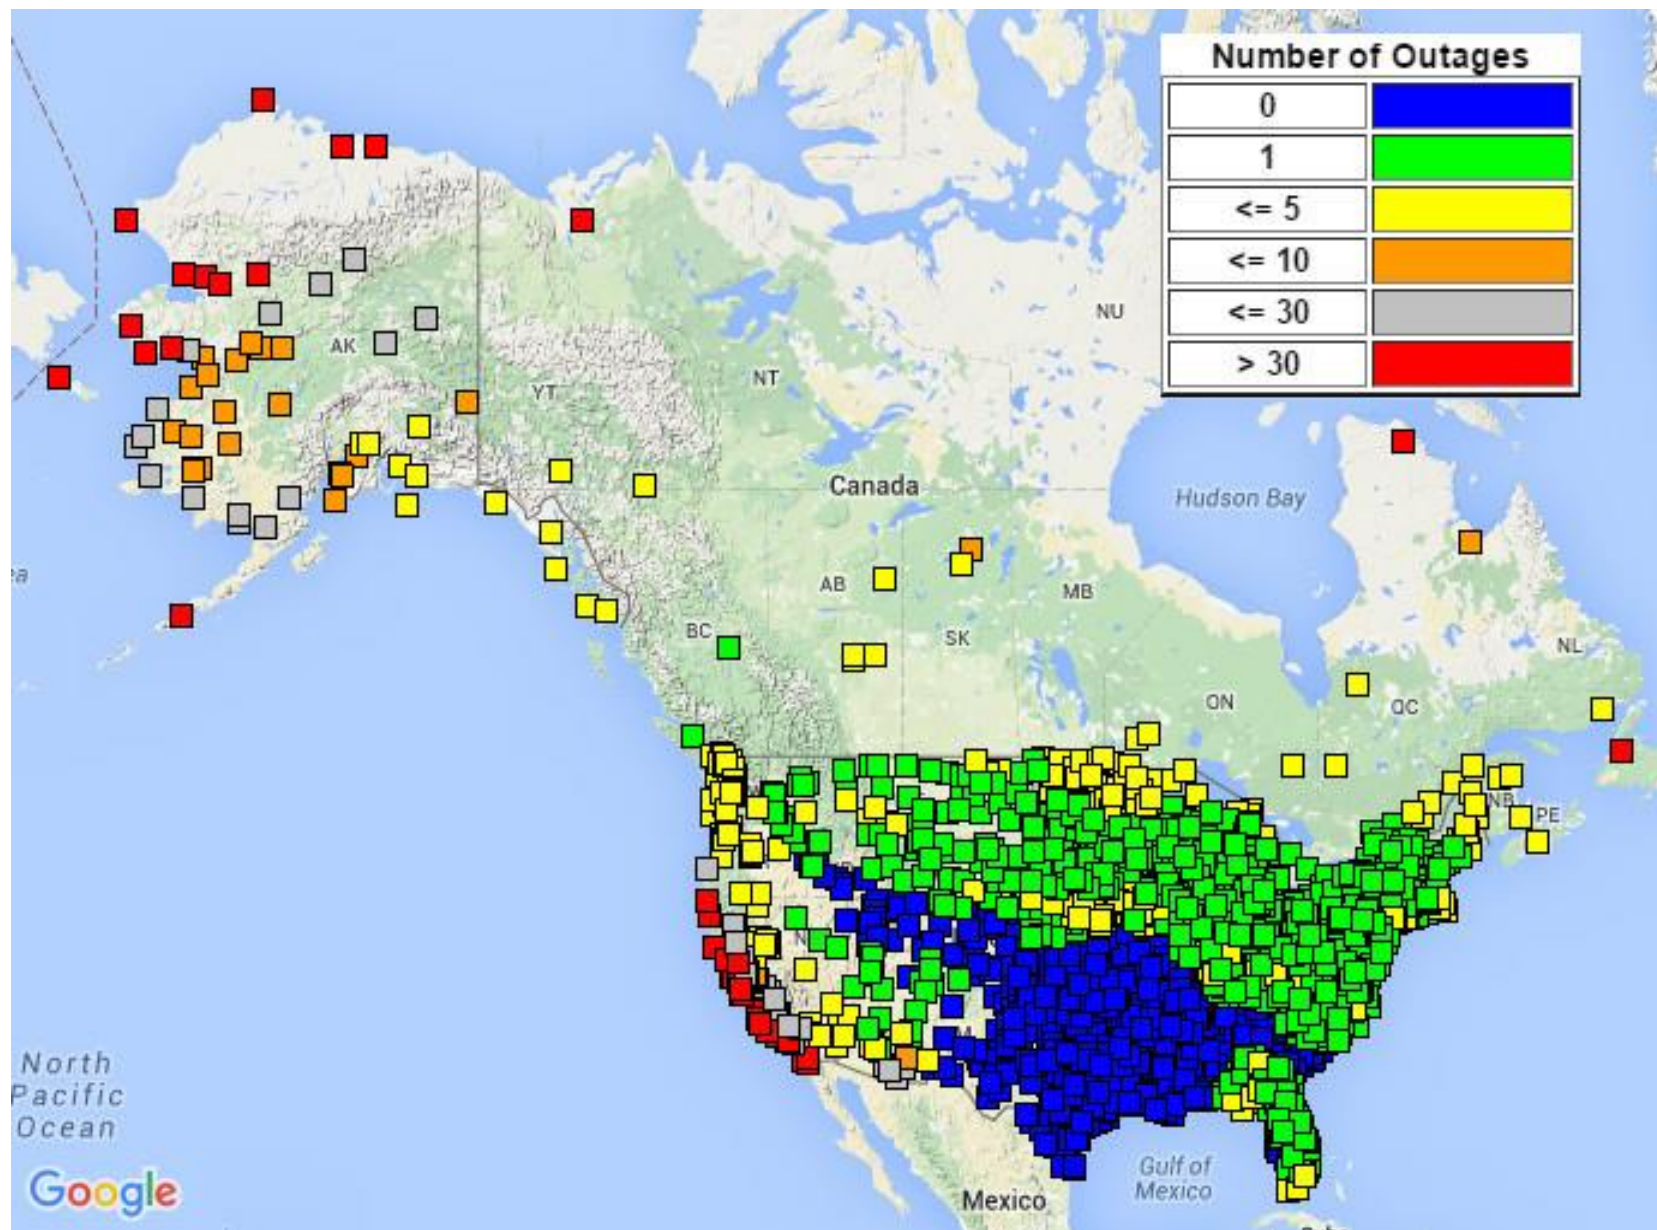 Number of Outages
0
1
<= 5
<= 10
<= 30
> 30
NU
AK
NT
YT
Canada
Hudson Bay
AB
MB
BC
SK
NL
ON
QC
NB
PE
North
Pacific
Ocean
Gulf of
Mexico
Mexico
Google